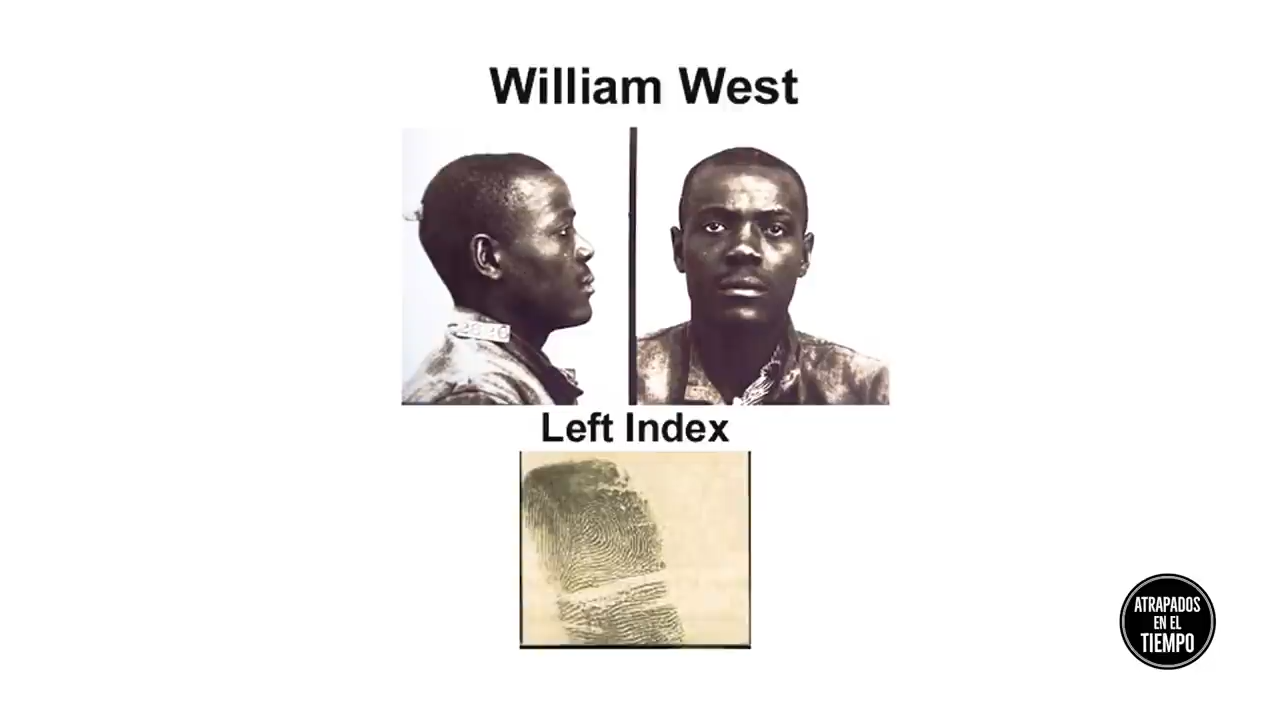 William West
Left Index
ATRAPADOS
EN EL
TIEMPO